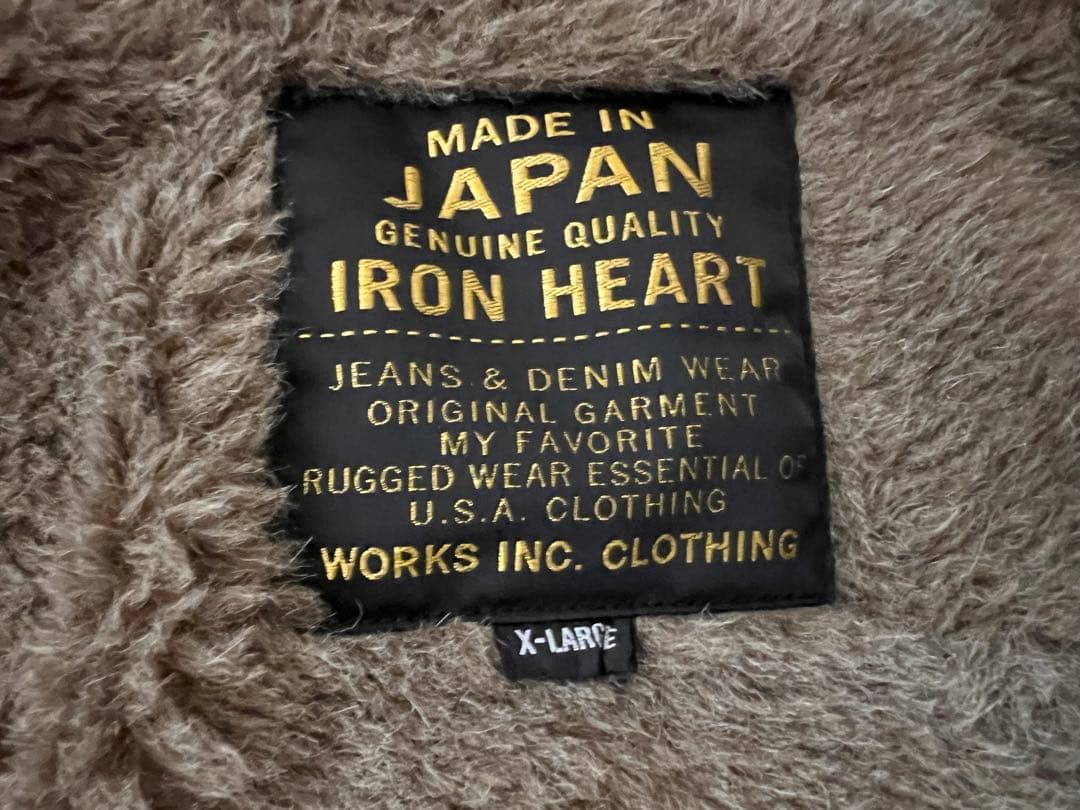 MADE IN
JAPAN
GENUINE QUALITY
IRON HEART
JEANS & DENIM WEAR
ORIGINAL GARMENT
MY FAVORITE
RUGGED WEAR ESSENTIAL OF
U.S.A. CLOTHING
WORKS INC. CLOTHING
X-LARGE